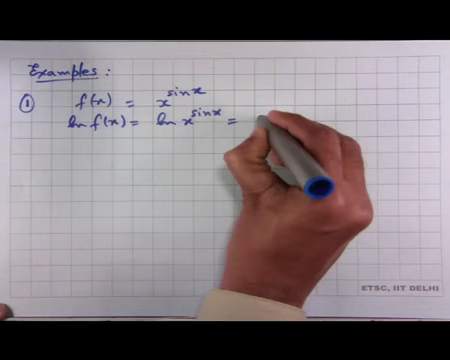 Examples :
① f(x) = x^sinx
ln f(x) = ln x^sinx =
ETSC, IIT DELHI